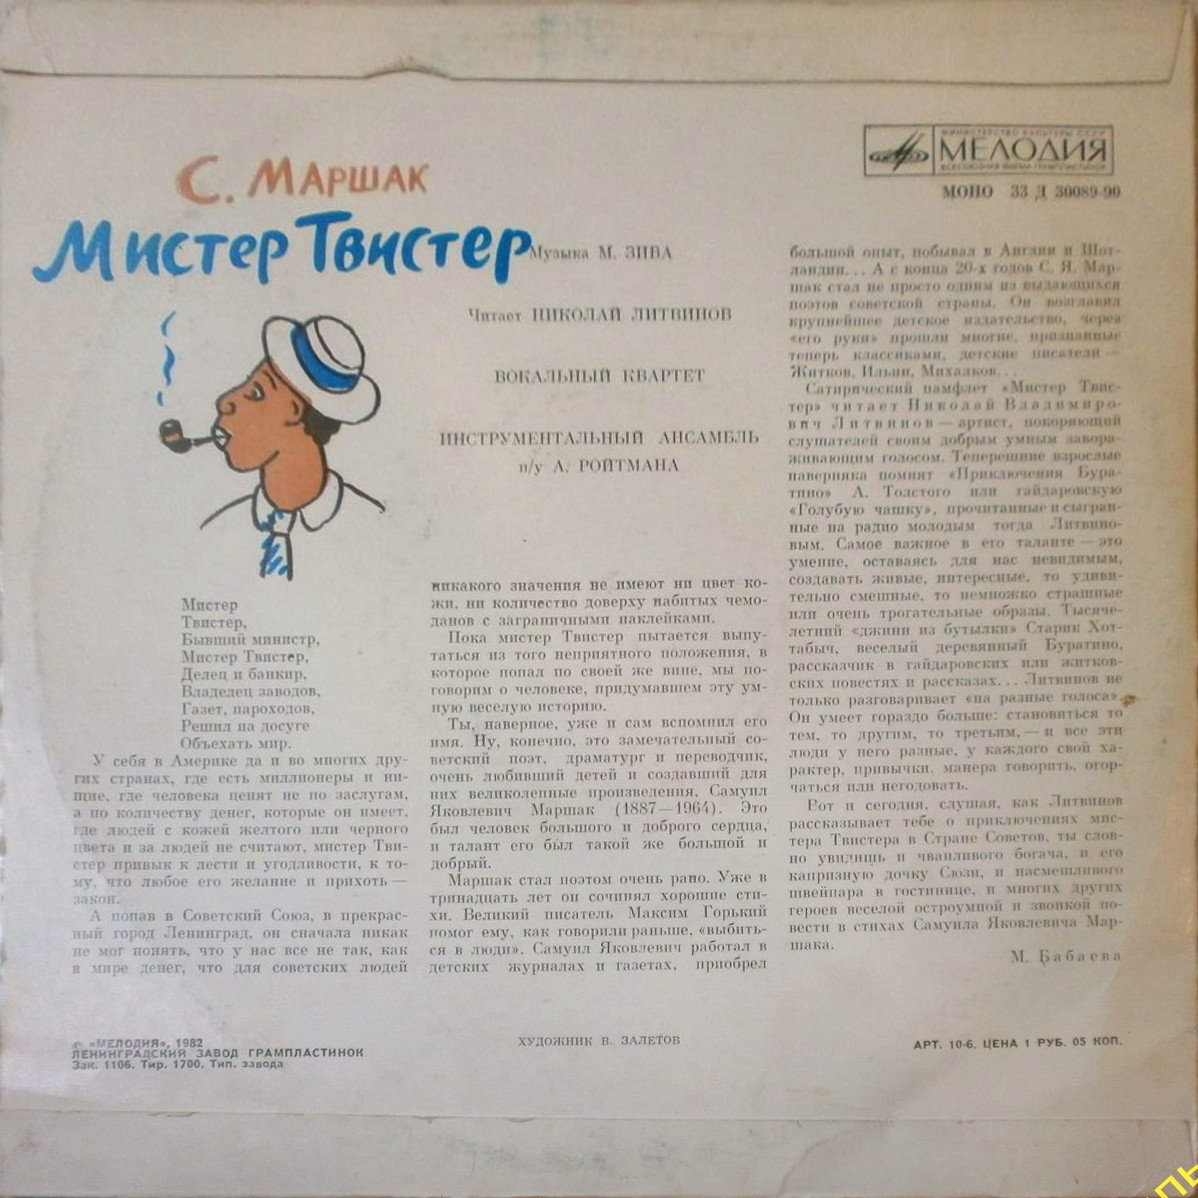 МИНИСТЕРСТВО КУЛЬТУРЫ СССР
МЕЛОДИЯ
ВСЕСОЮЗНАЯ ФИРМА ГРАМПЛАСТИНОК
МОНО 33 Д 30089-90
С. МАРШАК
МИСТЕР ТВИСТЕР
Музыка М. ЗИВА
Читает НИКОЛАЙ ЛИТВИНОВ
ВОКАЛЬНЫЙ КВАРТЕТ
ИНСТРУМЕНТАЛЬНЫЙ АНСАМБЛЬ
п/у А. РОЙТМАНА
Мистер
Твистер,
Бывший министр,
Мистер Твистер,
Делец и банкир,
Владелец заводов,
Газет, пароходов,
Решил на досуге
Объехать мир.
У себя в Америке да и во многих дру-
гих странах, где есть миллионеры и ни-
щие, где человека ценят не по заслугам,
а по количеству денег, которые он имеет,
где людей с кожей желтого или черного
цвета и за людей не считают, мистер Тви-
стер привык к лести и угодливости, к то-
му, что любое его желание и прихоть —
закон.
А попав в Советский Союз, в прекрас-
ный город Ленинград, он сначала никак
не мог понять, что у нас все не так, как
в мире денег, что для советских людей
никакого значения не имеют ни цвет ко-
жи, ни количество доверху набитых чемо-
данов с заграничными наклейками.
Пока мистер Твистер пытается выпу-
таться из того неприятного положения, в
которое попал по своей же вине, мы по-
говорим о человеке, придумавшем эту ум-
ную веселую историю.
Ты, наверное, уже и сам вспомнил его
имя. Ну, конечно, это замечательный со-
ветский поэт, драматург и переводчик,
очень любивший детей и создавший для
них великолепные произведения, Самуил
Яковлевич Маршак (1887—1964). Это
был человек большого и доброго сердца,
и талант его был такой же большой и
добрый.
Маршак стал поэтом очень рано. Уже в
тринадцать лет он сочинял хорошие сти-
хи. Великий писатель Максим Горький
помог ему, как говорили раньше, «выбить-
ся в люди». Самуил Яковлевич работал в
детских журналах и газетах, приобрел
большой опыт, побывал в Англии и Шот-
ландии... А с конца 20-х годов С. Я. Мар-
шак стал не просто одним из выдающихся
поэтов советской страны. Он возглавил
крупнейшее детское издательство, через
«его руки» прошли многие, признанные
теперь классиками, детские писатели —
Житков, Ильин, Михалков...
Сатирический памфлет «Мистер Твис-
тер» читает Николай Владимиро-
вич Литвинов — артист, покоряющий
слушателей своим добрым умным завора-
живающим голосом. Теперешние взрослые
наверняка помнят «Приключения Бура-
тино» А. Толстого или гайдаровскую
«Голубую чашку», прочитанные и сыгран-
ные на радио молодым тогда Литвино-
вым. Самое важное в его таланте — это
умение, оставаясь для нас невидимым,
создавать живые, интересные, то удиви-
тельно смешные, то немножко страшные
или очень трогательные образы. Тысяче-
летний «джинн из бутылки» Старик Хот-
табыч, веселый деревянный Буратино,
рассказчик в гайдаровских или житков-
ских повестях и рассказах... Литвинов не
только разговаривает «на разные голоса».
Он умеет гораздо больше: становиться то
тем, то другим, то третьим, — и все эти
люди у него разные, у каждого свой ха-
рактер, привычки, манера говорить, огор-
чаться или негодовать.
Вот и сегодня, слушая, как Литвинов
рассказывает тебе о приключениях мис-
тера Твистера в Стране Советов, ты слов-
но увидишь и чванливого богача, и его
капризную дочку Сюзи, и насмешливого
швейцара в гостинице, и многих других
героев веселой остроумной и звонкой по-
вести в стихах Самуила Яковлевича Мар-
шака.
М. Бабаева
© «МЕЛОДИЯ», 1982
ЛЕНИНГРАДСКИЙ ЗАВОД ГРАМПЛАСТИНОК
Зак. 1106. Тир. 1700. Тип. завода
ХУДОЖНИК В. ЗАЛЕТОВ
АРТ. 10-6. ЦЕНА 1 РУБ. 05 КОП.